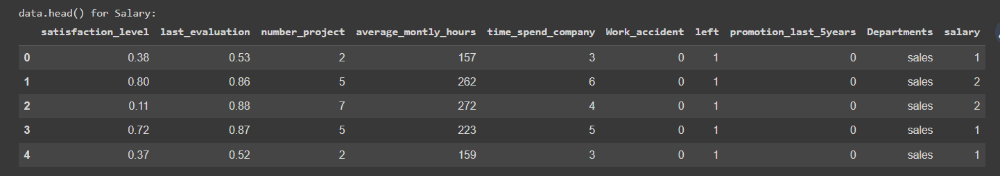 data.head() for Salary:
satisfaction_level last_evaluation number_project average_montly_hours time_spend_company Work_accident left promotion_last_5years Departments salary
0 0.38 0.53 2 157 3 0 1 0 sales 1
1 0.80 0.86 5 262 6 0 1 0 sales 2
2 0.11 0.88 7 272 4 0 1 0 sales 2
3 0.72 0.87 5 223 5 0 1 0 sales 1
4 0.37 0.52 2 159 3 0 1 0 sales 1